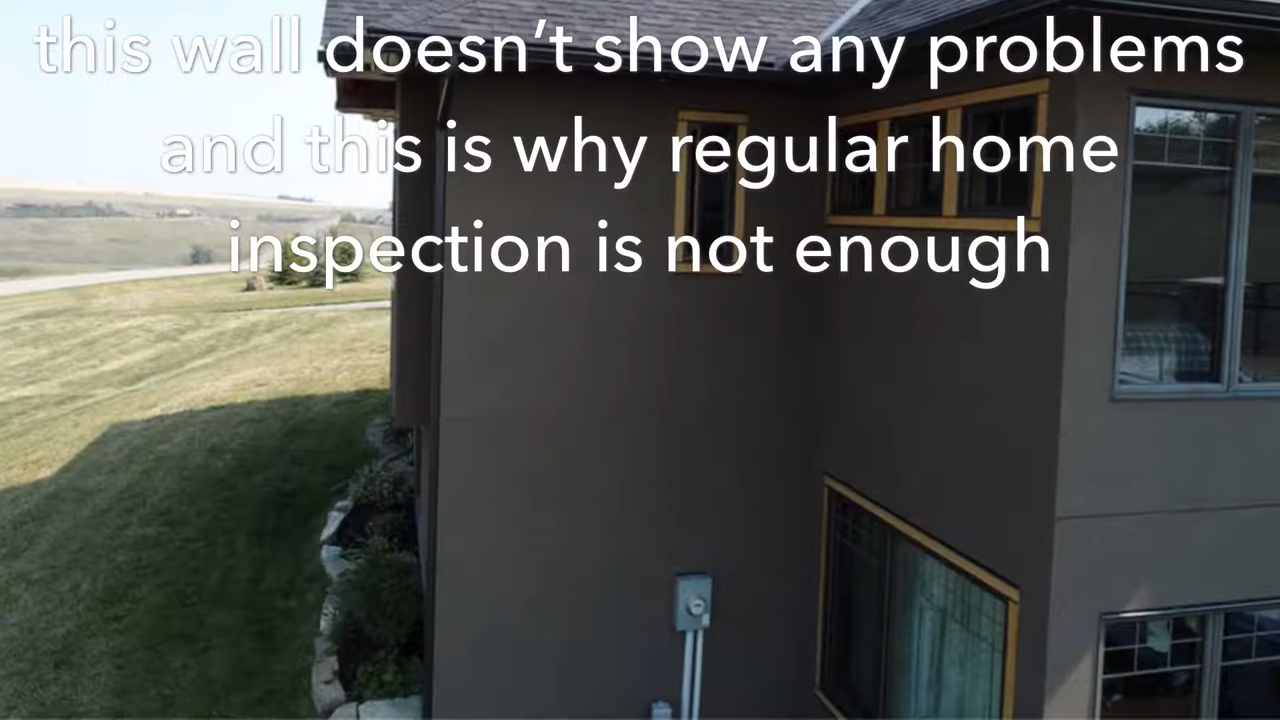 this wall doesn’t show any problems
and this is why regular home
inspection is not enough